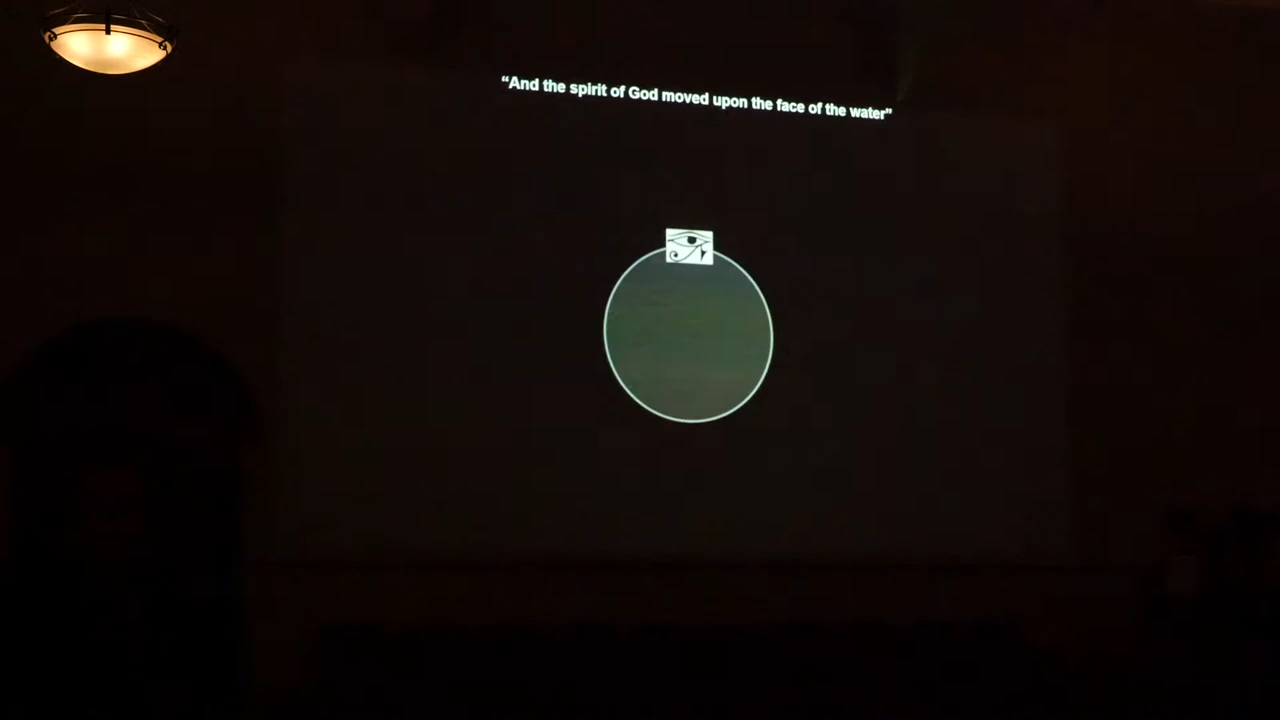 “And the spirit of God moved upon the face of the water”